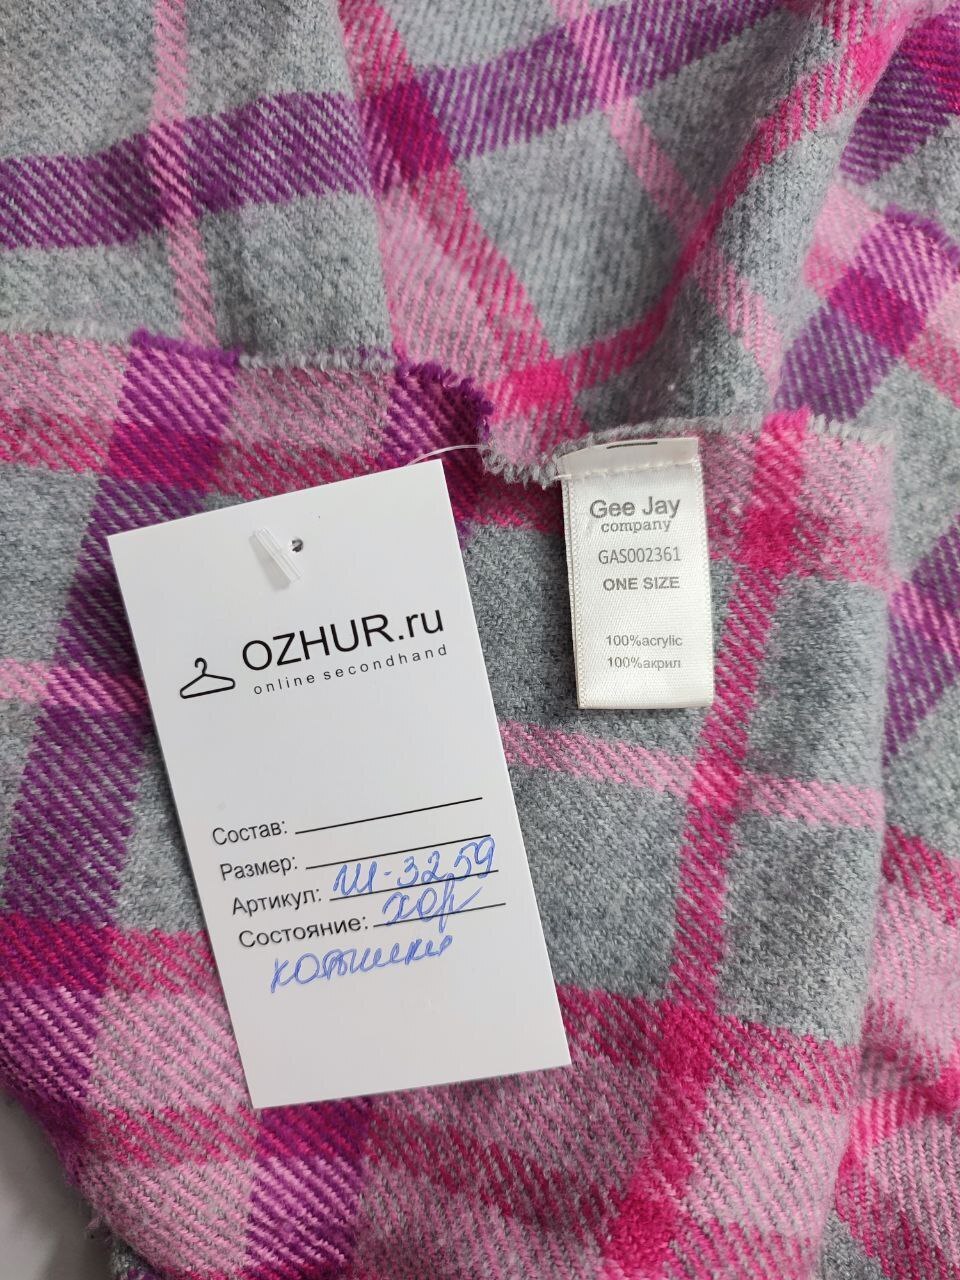 OZHUR.ru
online secondhand
Состав:
Размер:
Артикул: Ш-3259
Состояние: хор
катышки
Gee Jay
company
GAS002361
ONE SIZE
100%acrylic
100%акрил